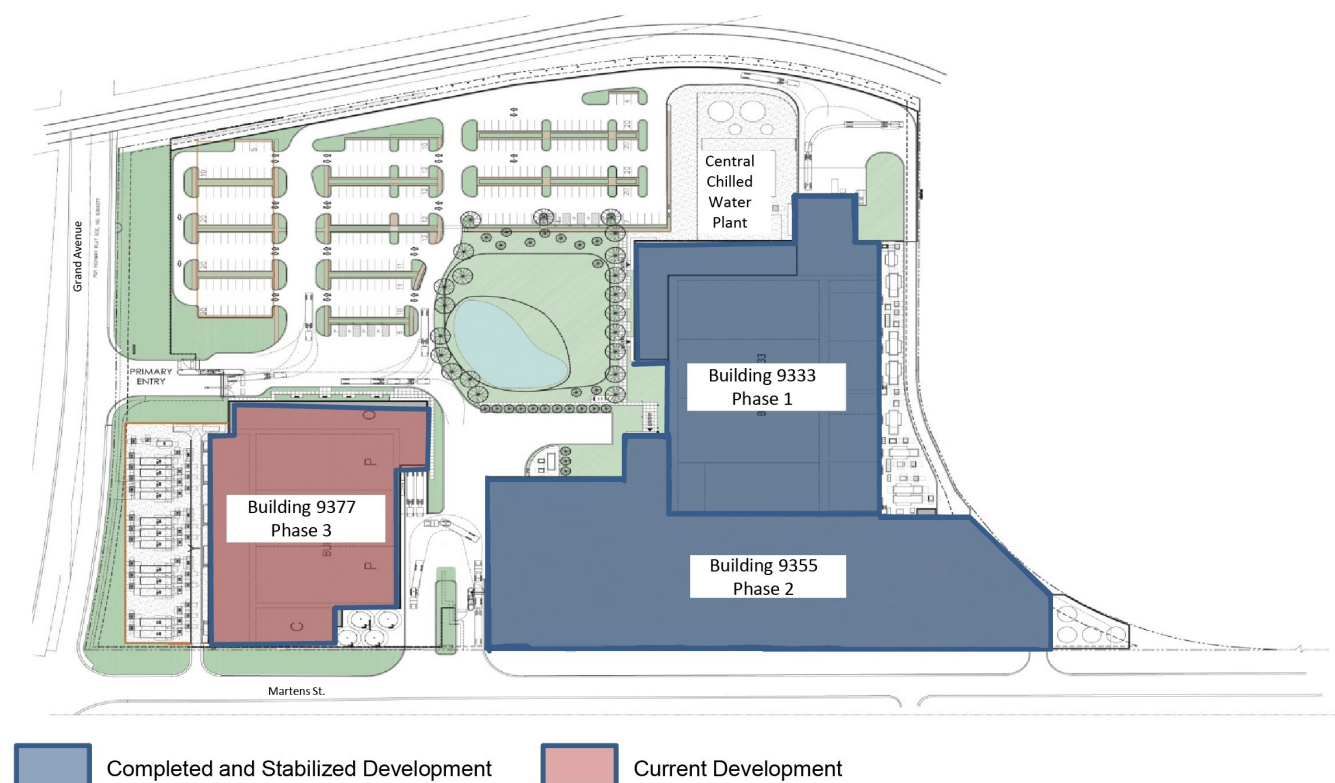 Central
Chilled
Water
Plant
Grand Avenue
PRIMARY
ENTRY
Building 9333
Phase 1
Building 9377
Phase 3
Building 9355
Phase 2
Martens St.
Completed and Stabilized Development
Current Development